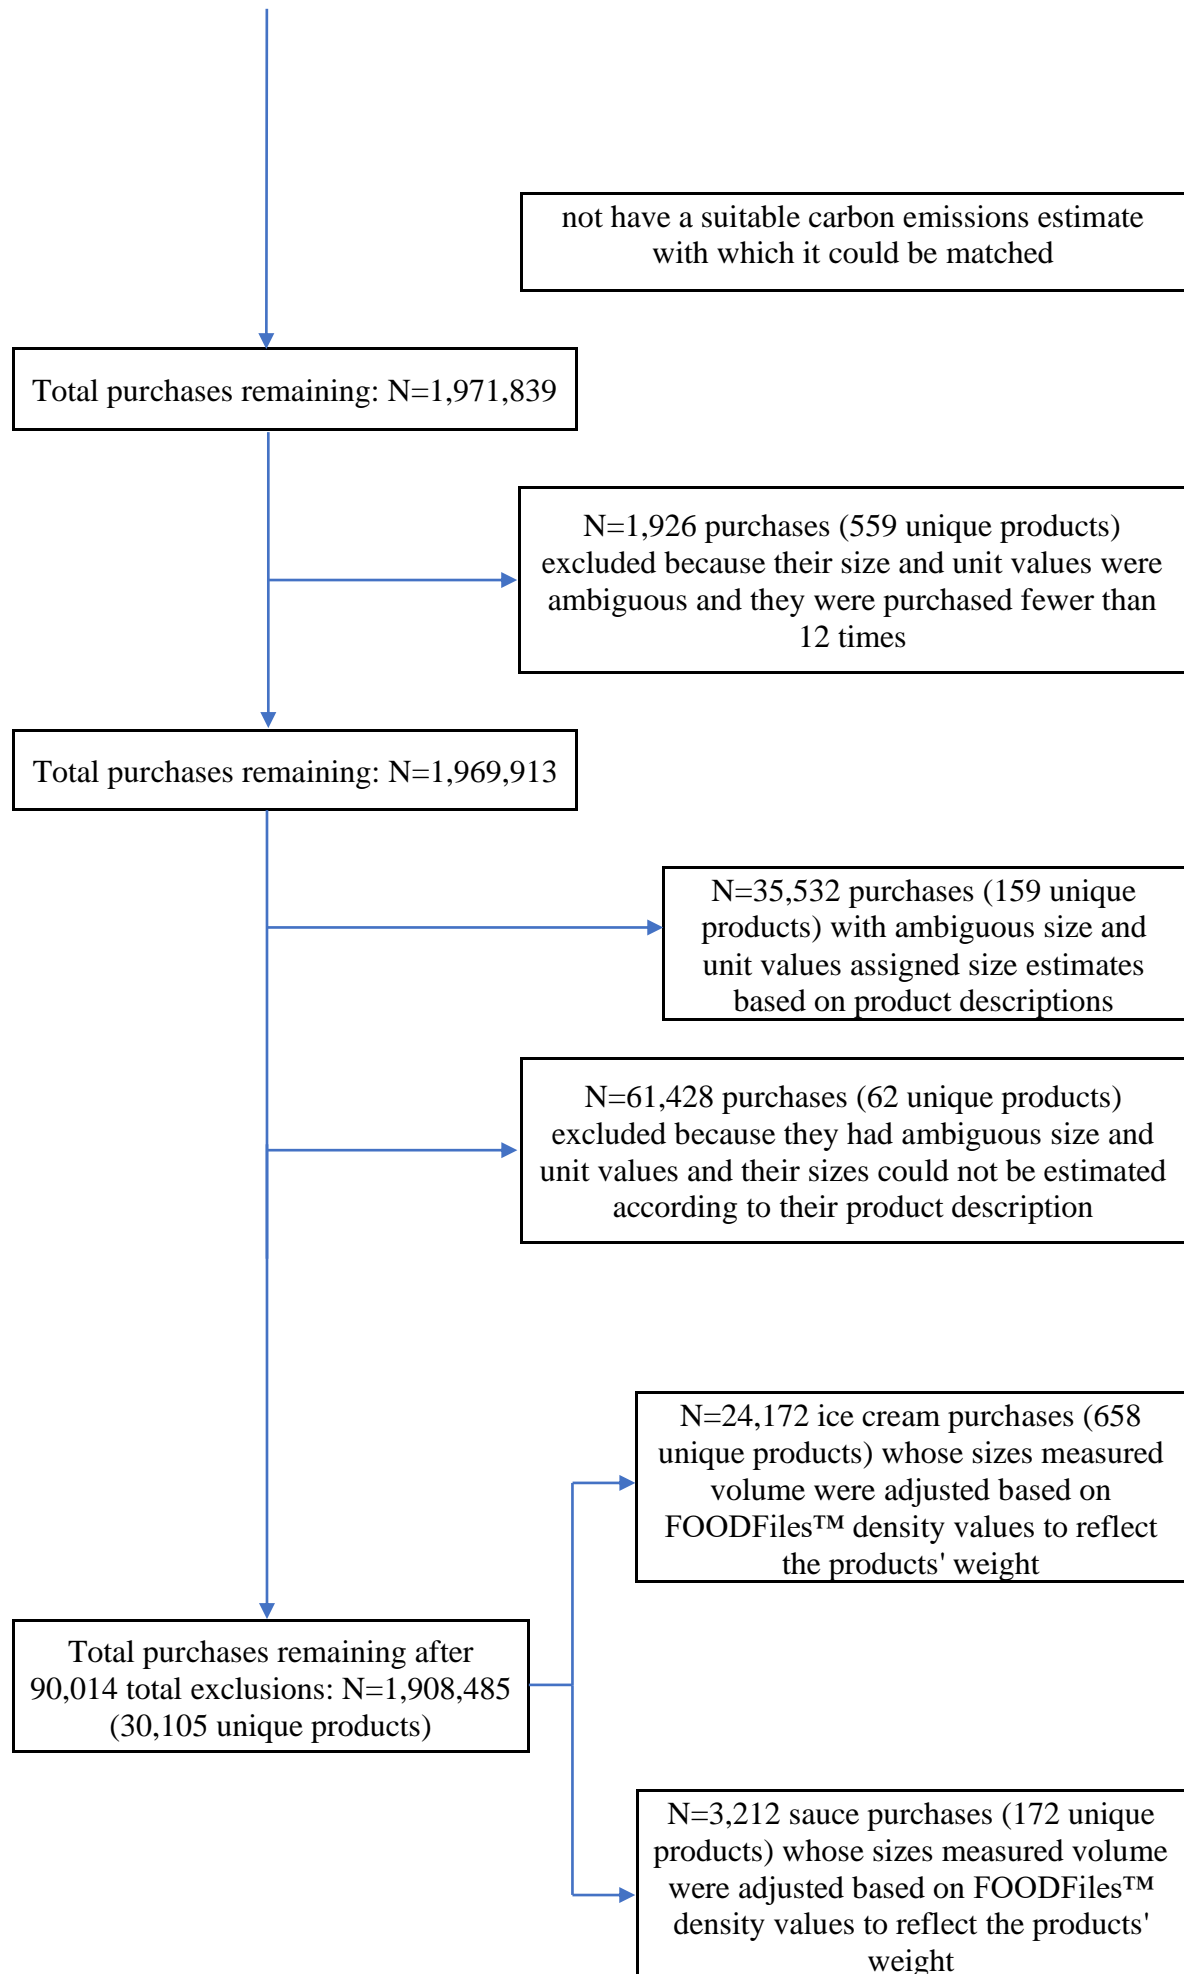 not have a suitable carbon emissions estimate
with which it could be matched
Total purchases remaining: N=1,971,839
N=1,926 purchases (559 unique products)
excluded because their size and unit values were
ambiguous and they were purchased fewer than
12 times
Total purchases remaining: N=1,969,913
N=35,532 purchases (159 unique
products) with ambiguous size and
unit values assigned size estimates
based on product descriptions
N=61,428 purchases (62 unique products)
excluded because they had ambiguous size and
unit values and their sizes could not be estimated
according to their product description
N=24,172 ice cream purchases (658
unique products) whose sizes measured
volume were adjusted based on
FOODFiles™ density values to reflect
the products' weight
Total purchases remaining after
90,014 total exclusions: N=1,908,485
(30,105 unique products)
N=3,212 sauce purchases (172 unique
products) whose sizes measured volume
were adjusted based on FOODFiles™
density values to reflect the products'
weight